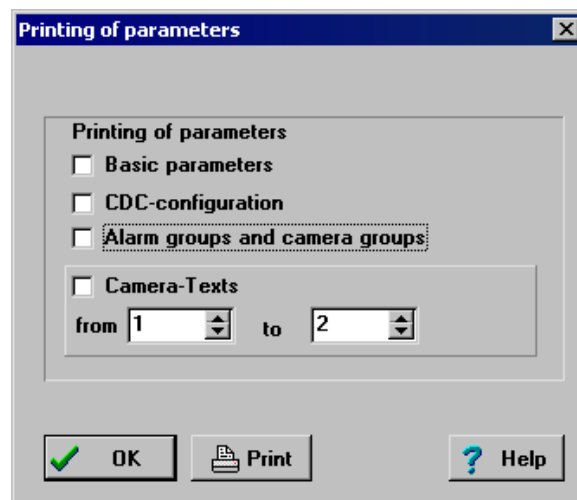 Printing of parameters
Printing of parameters
Basic parameters
CDC-configuration
Alarm groups and camera groups
Camera-Texts
from 1 to 2
OK Print Help